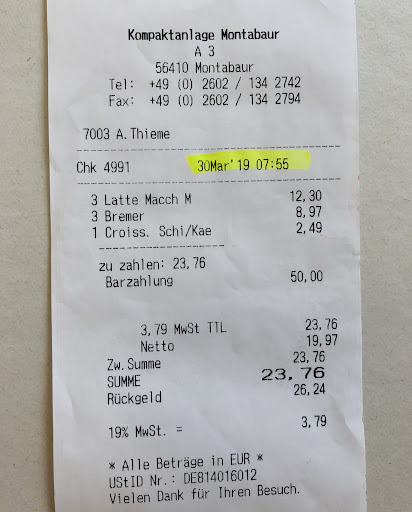 Kompaktanlage Montabaur
A 3
56410 Montabaur
Tel: +49 (0) 2602 / 134 2742
Fax: +49 (0) 2602 / 134 2794
7003 A.Thieme
Chk 4991 30Mar'19 07:55
3 Latte Macch M 12,30
3 Bremer 8,97
1 Croiss. Schi/Kae 2,49
zu zahlen: 23,76
Barzahlung 50,00
3,79 MwSt TTL 23,76
Netto 19,97
Zw.Summe 23,76
SUMME 23,76
Rückgeld 26,24
19% MwSt. = 3,79
* Alle Beträge in EUR *
UStID Nr.: DE814016012
Vielen Dank für Ihren Besuch.